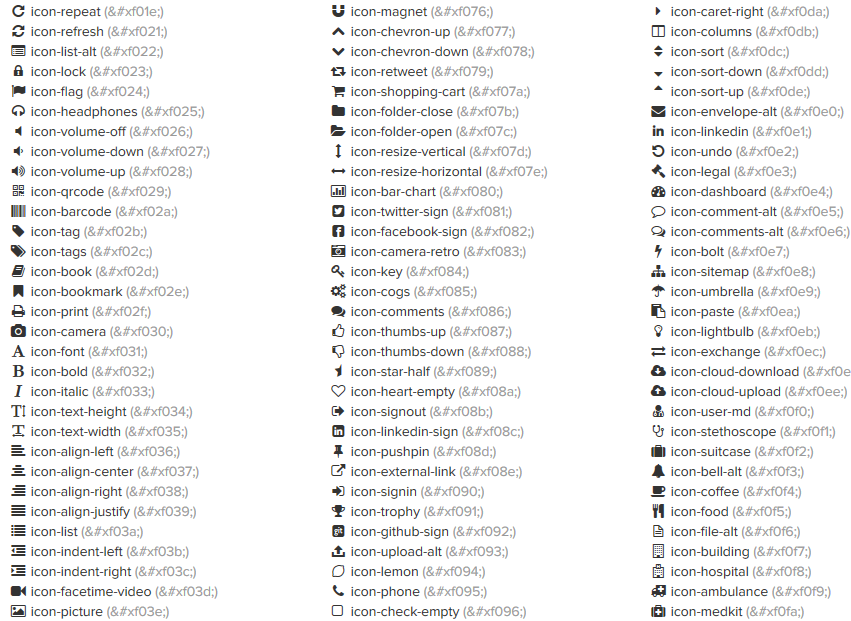 icon-repeat (&#xf01e;)
icon-refresh (&#xf021;)
icon-list-alt (&#xf022;)
icon-lock (&#xf023;)
icon-flag (&#xf024;)
icon-headphones (&#xf025;)
icon-volume-off (&#xf026;)
icon-volume-down (&#xf027;)
icon-volume-up (&#xf028;)
icon-qrcode (&#xf029;)
icon-barcode (&#xf02a;)
icon-tag (&#xf02b;)
icon-tags (&#xf02c;)
icon-book (&#xf02d;)
icon-bookmark (&#xf02e;)
icon-print (&#xf02f;)
icon-camera (&#xf030;)
icon-font (&#xf031;)
icon-bold (&#xf032;)
icon-italic (&#xf033;)
icon-text-height (&#xf034;)
icon-text-width (&#xf035;)
icon-align-left (&#xf036;)
icon-align-center (&#xf037;)
icon-align-right (&#xf038;)
icon-align-justify (&#xf039;)
icon-list (&#xf03a;)
icon-indent-left (&#xf03b;)
icon-indent-right (&#xf03c;)
icon-facetime-video (&#xf03d;)
icon-picture (&#xf03e;)
icon-magnet (&#xf076;)
icon-chevron-up (&#xf077;)
icon-chevron-down (&#xf078;)
icon-retweet (&#xf079;)
icon-shopping-cart (&#xf07a;)
icon-folder-close (&#xf07b;)
icon-folder-open (&#xf07c;)
icon-resize-vertical (&#xf07d;)
icon-resize-horizontal (&#xf07e;)
icon-bar-chart (&#xf080;)
icon-twitter-sign (&#xf081;)
icon-facebook-sign (&#xf082;)
icon-camera-retro (&#xf083;)
icon-key (&#xf084;)
icon-cogs (&#xf085;)
icon-comments (&#xf086;)
icon-thumbs-up (&#xf087;)
icon-thumbs-down (&#xf088;)
icon-star-half (&#xf089;)
icon-heart-empty (&#xf08a;)
icon-signout (&#xf08b;)
icon-linkedin-sign (&#xf08c;)
icon-pushpin (&#xf08d;)
icon-external-link (&#xf08e;)
icon-signin (&#xf090;)
icon-trophy (&#xf091;)
icon-github-sign (&#xf092;)
icon-upload-alt (&#xf093;)
icon-lemon (&#xf094;)
icon-phone (&#xf095;)
icon-check-empty (&#xf096;)
icon-caret-right (&#xf0da;)
icon-columns (&#xf0db;)
icon-sort (&#xf0dc;)
icon-sort-down (&#xf0dd;)
icon-sort-up (&#xf0de;)
icon-envelope-alt (&#xf0e0;)
icon-linkedin (&#xf0e1;)
icon-undo (&#xf0e2;)
icon-legal (&#xf0e3;)
icon-dashboard (&#xf0e4;)
icon-comment-alt (&#xf0e5;)
icon-comments-alt (&#xf0e6;)
icon-bolt (&#xf0e7;)
icon-sitemap (&#xf0e8;)
icon-umbrella (&#xf0e9;)
icon-paste (&#xf0ea;)
icon-lightbulb (&#xf0eb;)
icon-exchange (&#xf0ec;)
icon-cloud-download (&#xf0e
icon-cloud-upload (&#xf0ee;)
icon-user-md (&#xf0f0;)
icon-stethoscope (&#xf0f1;)
icon-suitcase (&#xf0f2;)
icon-bell-alt (&#xf0f3;)
icon-coffee (&#xf0f4;)
icon-food (&#xf0f5;)
icon-file-alt (&#xf0f6;)
icon-building (&#xf0f7;)
icon-hospital (&#xf0f8;)
icon-ambulance (&#xf0f9;)
icon-medkit (&#xf0fa;)